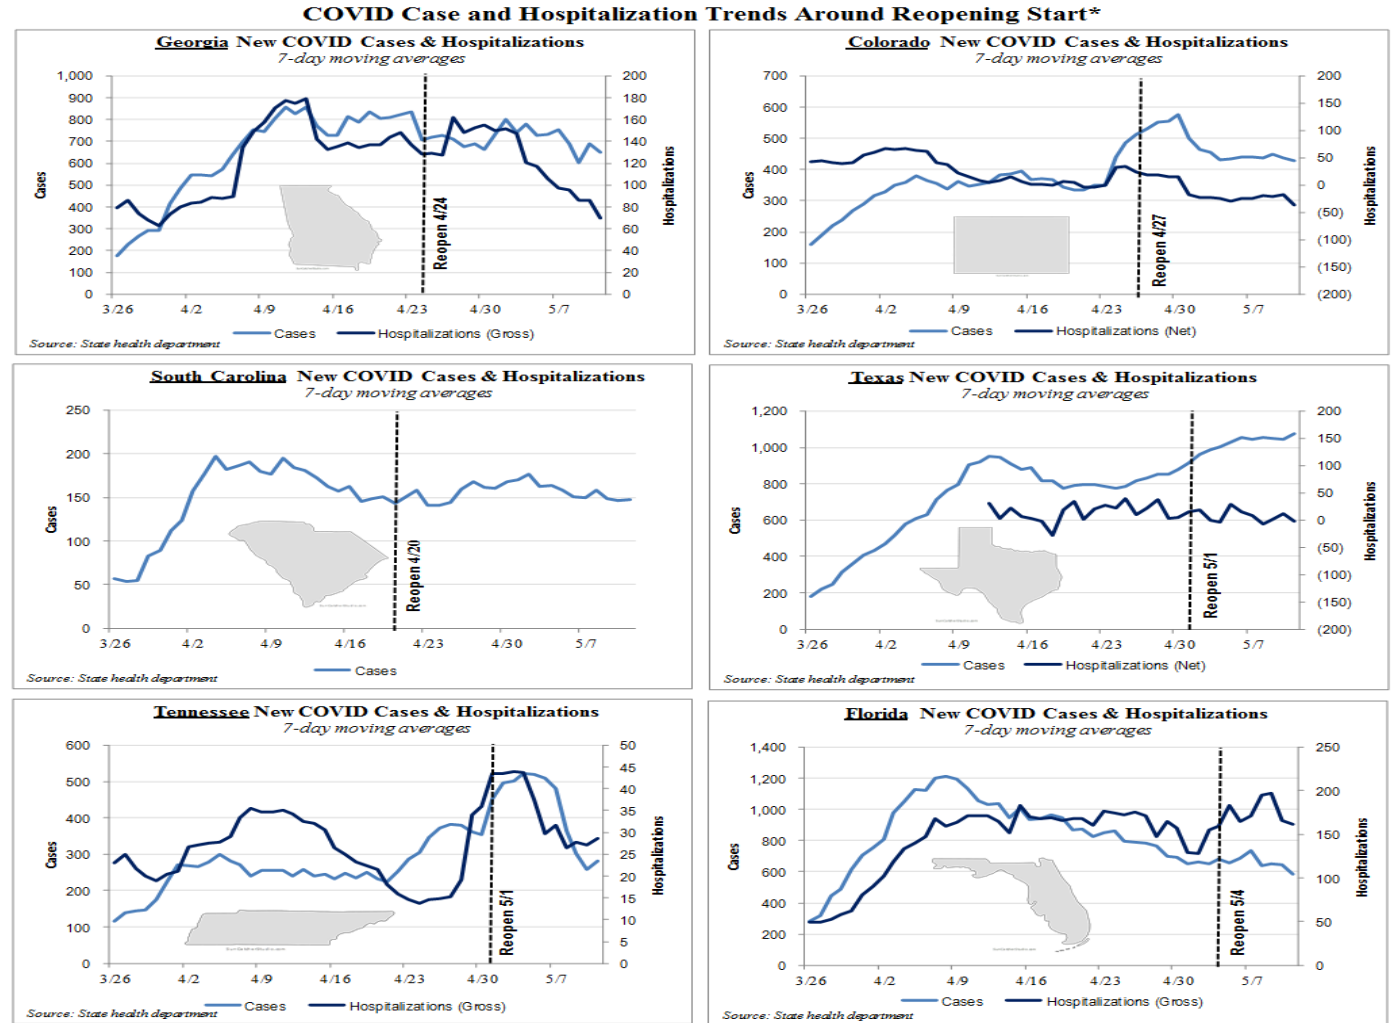 COVID Case and Hospitalization Trends Around Reopening Start*
Georgia New COVID Cases & Hospitalizations
7-day moving averages
1,000
900
800
700
600
500
400
300
200
100
0
Cases
200
180
160
140
120
100
80
60
40
20
0
Hospitalizations
Reopen 4/24
3/26 4/2 4/9 4/16 4/23 4/30 5/7
Cases Hospitalizations (Gross)
Source: State health department
Colorado New COVID Cases & Hospitalizations
7-day moving averages
700
600
500
400
300
200
100
0
Cases
200
150
100
50
0
(50)
(100)
(150)
(200)
Hospitalizations
Reopen 4/27
3/26 4/2 4/9 4/16 4/23 4/30 5/7
Cases Hospitalizations (Net)
Source: State health department
South Carolina New COVID Cases & Hospitalizations
7-day moving averages
250
200
150
100
50
0
Cases
Reopen 4/20
3/26 4/2 4/9 4/16 4/23 4/30 5/7
Cases
Source: State health department
Texas New COVID Cases & Hospitalizations
7-day moving averages
1,200
1,000
800
600
400
200
0
Cases
200
150
100
50
0
(50)
(100)
(150)
(200)
Hospitalizations
Reopen 5/1
3/26 4/2 4/9 4/16 4/23 4/30 5/7
Cases Hospitalizations (Net)
Source: State health department
Tennessee New COVID Cases & Hospitalizations
7-day moving averages
600
500
400
300
200
100
0
Cases
50
45
40
35
30
25
20
15
10
5
0
Hospitalizations
Reopen 5/1
3/26 4/2 4/9 4/16 4/23 4/30 5/7
Cases Hospitalizations (Gross)
Source: State health department
Florida New COVID Cases & Hospitalizations
7-day moving averages
1,400
1,200
1,000
800
600
400
200
0
Cases
250
200
150
100
50
0
Hospitalizations
Reopen 5/4
3/26 4/2 4/9 4/16 4/23 4/30 5/7
Cases Hospitalizations (Gross)
Source: State health department